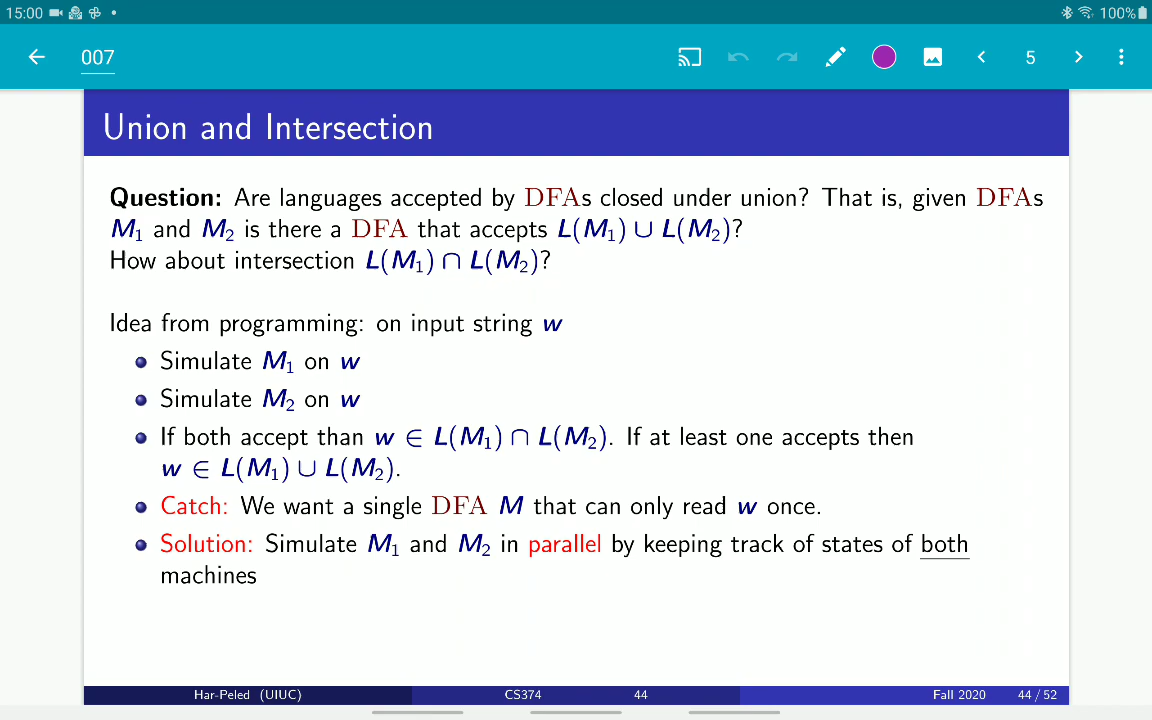 15:00 100%
007 5
Union and Intersection
Question: Are languages accepted by DFAs closed under union? That is, given DFAs
M₁ and M₂ is there a DFA that accepts L(M₁) ∪ L(M₂)?
How about intersection L(M₁) ∩ L(M₂)?
Idea from programming: on input string w
Simulate M₁ on w
Simulate M₂ on w
If both accept than w ∈ L(M₁) ∩ L(M₂). If at least one accepts then
w ∈ L(M₁) ∪ L(M₂).
Catch: We want a single DFA M that can only read w once.
Solution: Simulate M₁ and M₂ in parallel by keeping track of states of both
machines
Har-Peled (UIUC) CS374 44 Fall 2020 44 / 52